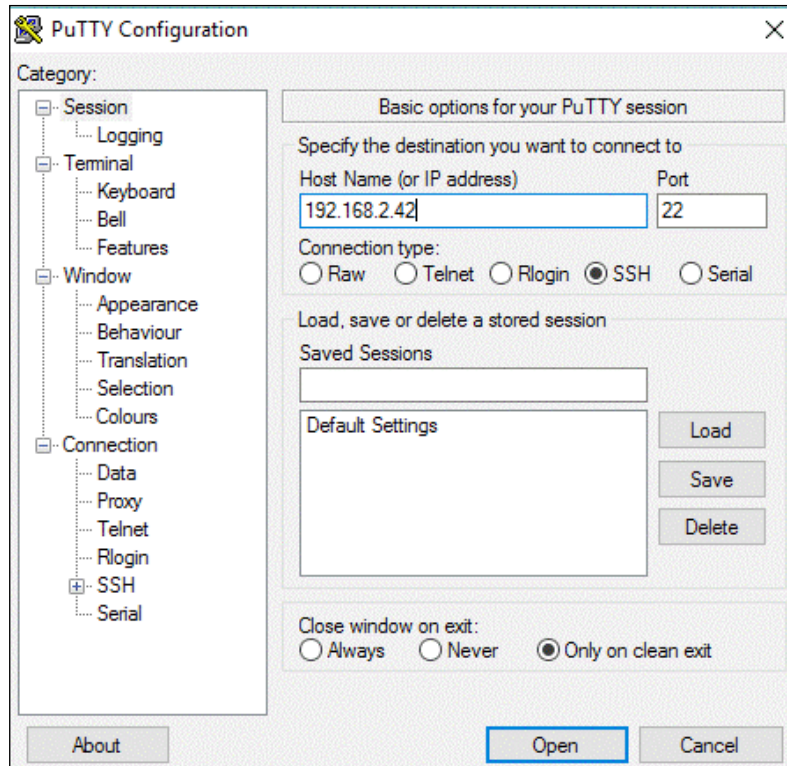 PuTTY Configuration
Category:
Session
Logging
Terminal
Keyboard
Bell
Features
Window
Appearance
Behaviour
Translation
Selection
Colours
Connection
Data
Proxy
Telnet
Rlogin
SSH
Serial
Basic options for your PuTTY session
Specify the destination you want to connect to
Host Name (or IP address) Port
192.168.2.42 22
Connection type:
Raw Telnet Rlogin SSH Serial
Load, save or delete a stored session
Saved Sessions
Default Settings
Load
Save
Delete
Close window on exit:
Always Never Only on clean exit
About Open Cancel